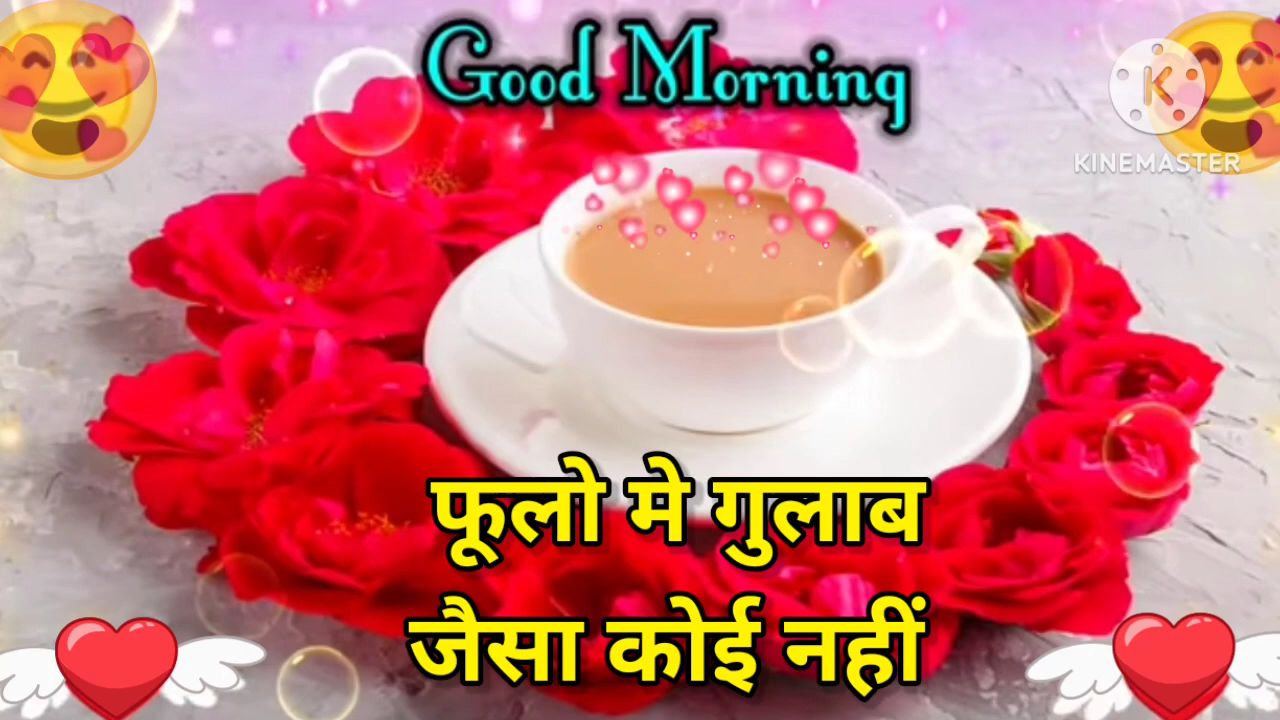 Good Morning
K
KINEMASTER
फूलो मे गुलाब
जैसा कोई नहीं